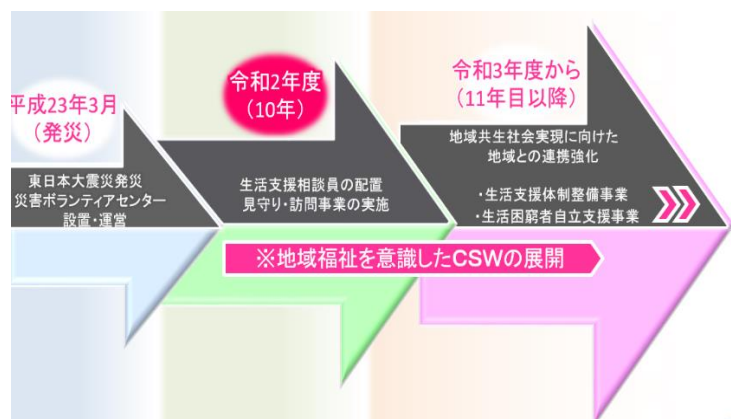 平成23年3月
（発災）
東日本大震災発災
災害ボランティアセンター
設置・運営
令和2年度
（10年）
生活支援相談員の配置
見守り・訪問事業の実施
令和3年度から
（11年目以降）
地域共生社会実現に向けた
地域との連携強化
・生活支援体制整備事業
・生活困窮者自立支援事業
※地域福祉を意識したCSWの展開